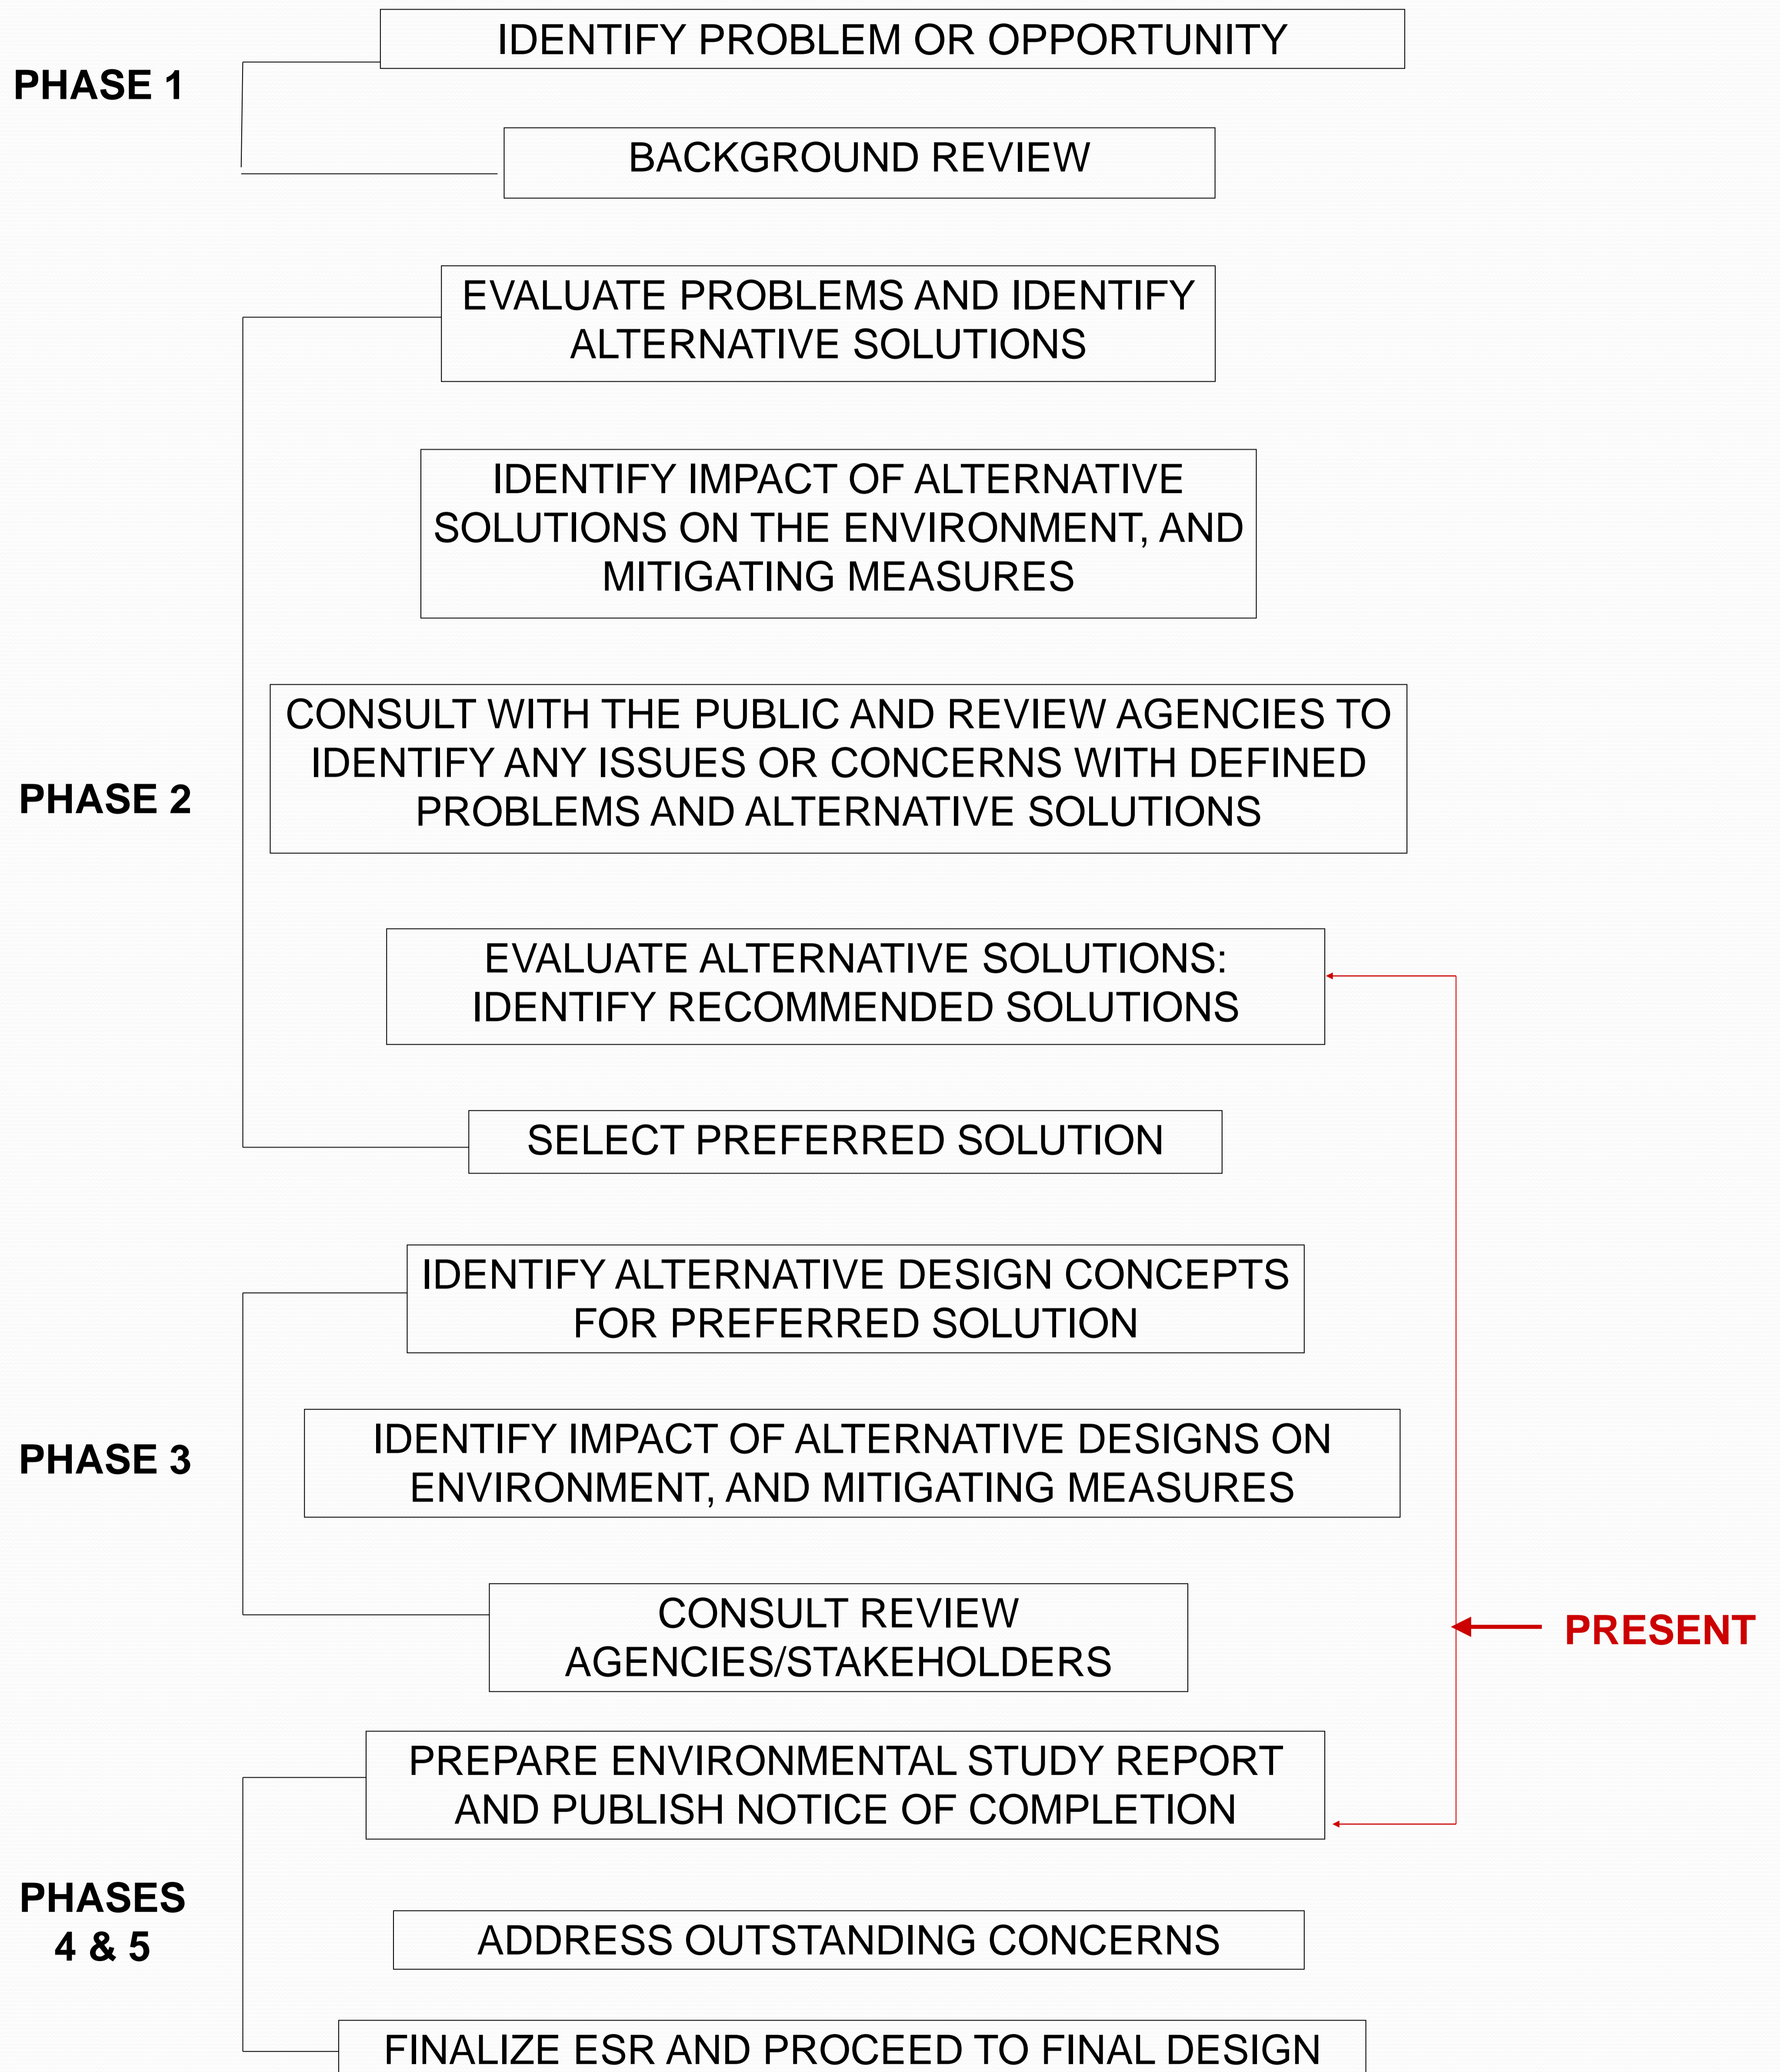 IDENTIFY PROBLEM OR OPPORTUNITY
PHASE 1
BACKGROUND REVIEW
EVALUATE PROBLEMS AND IDENTIFY
ALTERNATIVE SOLUTIONS
IDENTIFY IMPACT OF ALTERNATIVE
SOLUTIONS ON THE ENVIRONMENT, AND
MITIGATING MEASURES
CONSULT WITH THE PUBLIC AND REVIEW AGENCIES TO
IDENTIFY ANY ISSUES OR CONCERNS WITH DEFINED
PROBLEMS AND ALTERNATIVE SOLUTIONS
PHASE 2
EVALUATE ALTERNATIVE SOLUTIONS:
IDENTIFY RECOMMENDED SOLUTIONS
SELECT PREFERRED SOLUTION
IDENTIFY ALTERNATIVE DESIGN CONCEPTS
FOR PREFERRED SOLUTION
PHASE 3
IDENTIFY IMPACT OF ALTERNATIVE DESIGNS ON
ENVIRONMENT, AND MITIGATING MEASURES
CONSULT REVIEW
AGENCIES/STAKEHOLDERS
PRESENT
PREPARE ENVIRONMENTAL STUDY REPORT
AND PUBLISH NOTICE OF COMPLETION
PHASES
4 & 5
ADDRESS OUTSTANDING CONCERNS
FINALIZE ESR AND PROCEED TO FINAL DESIGN